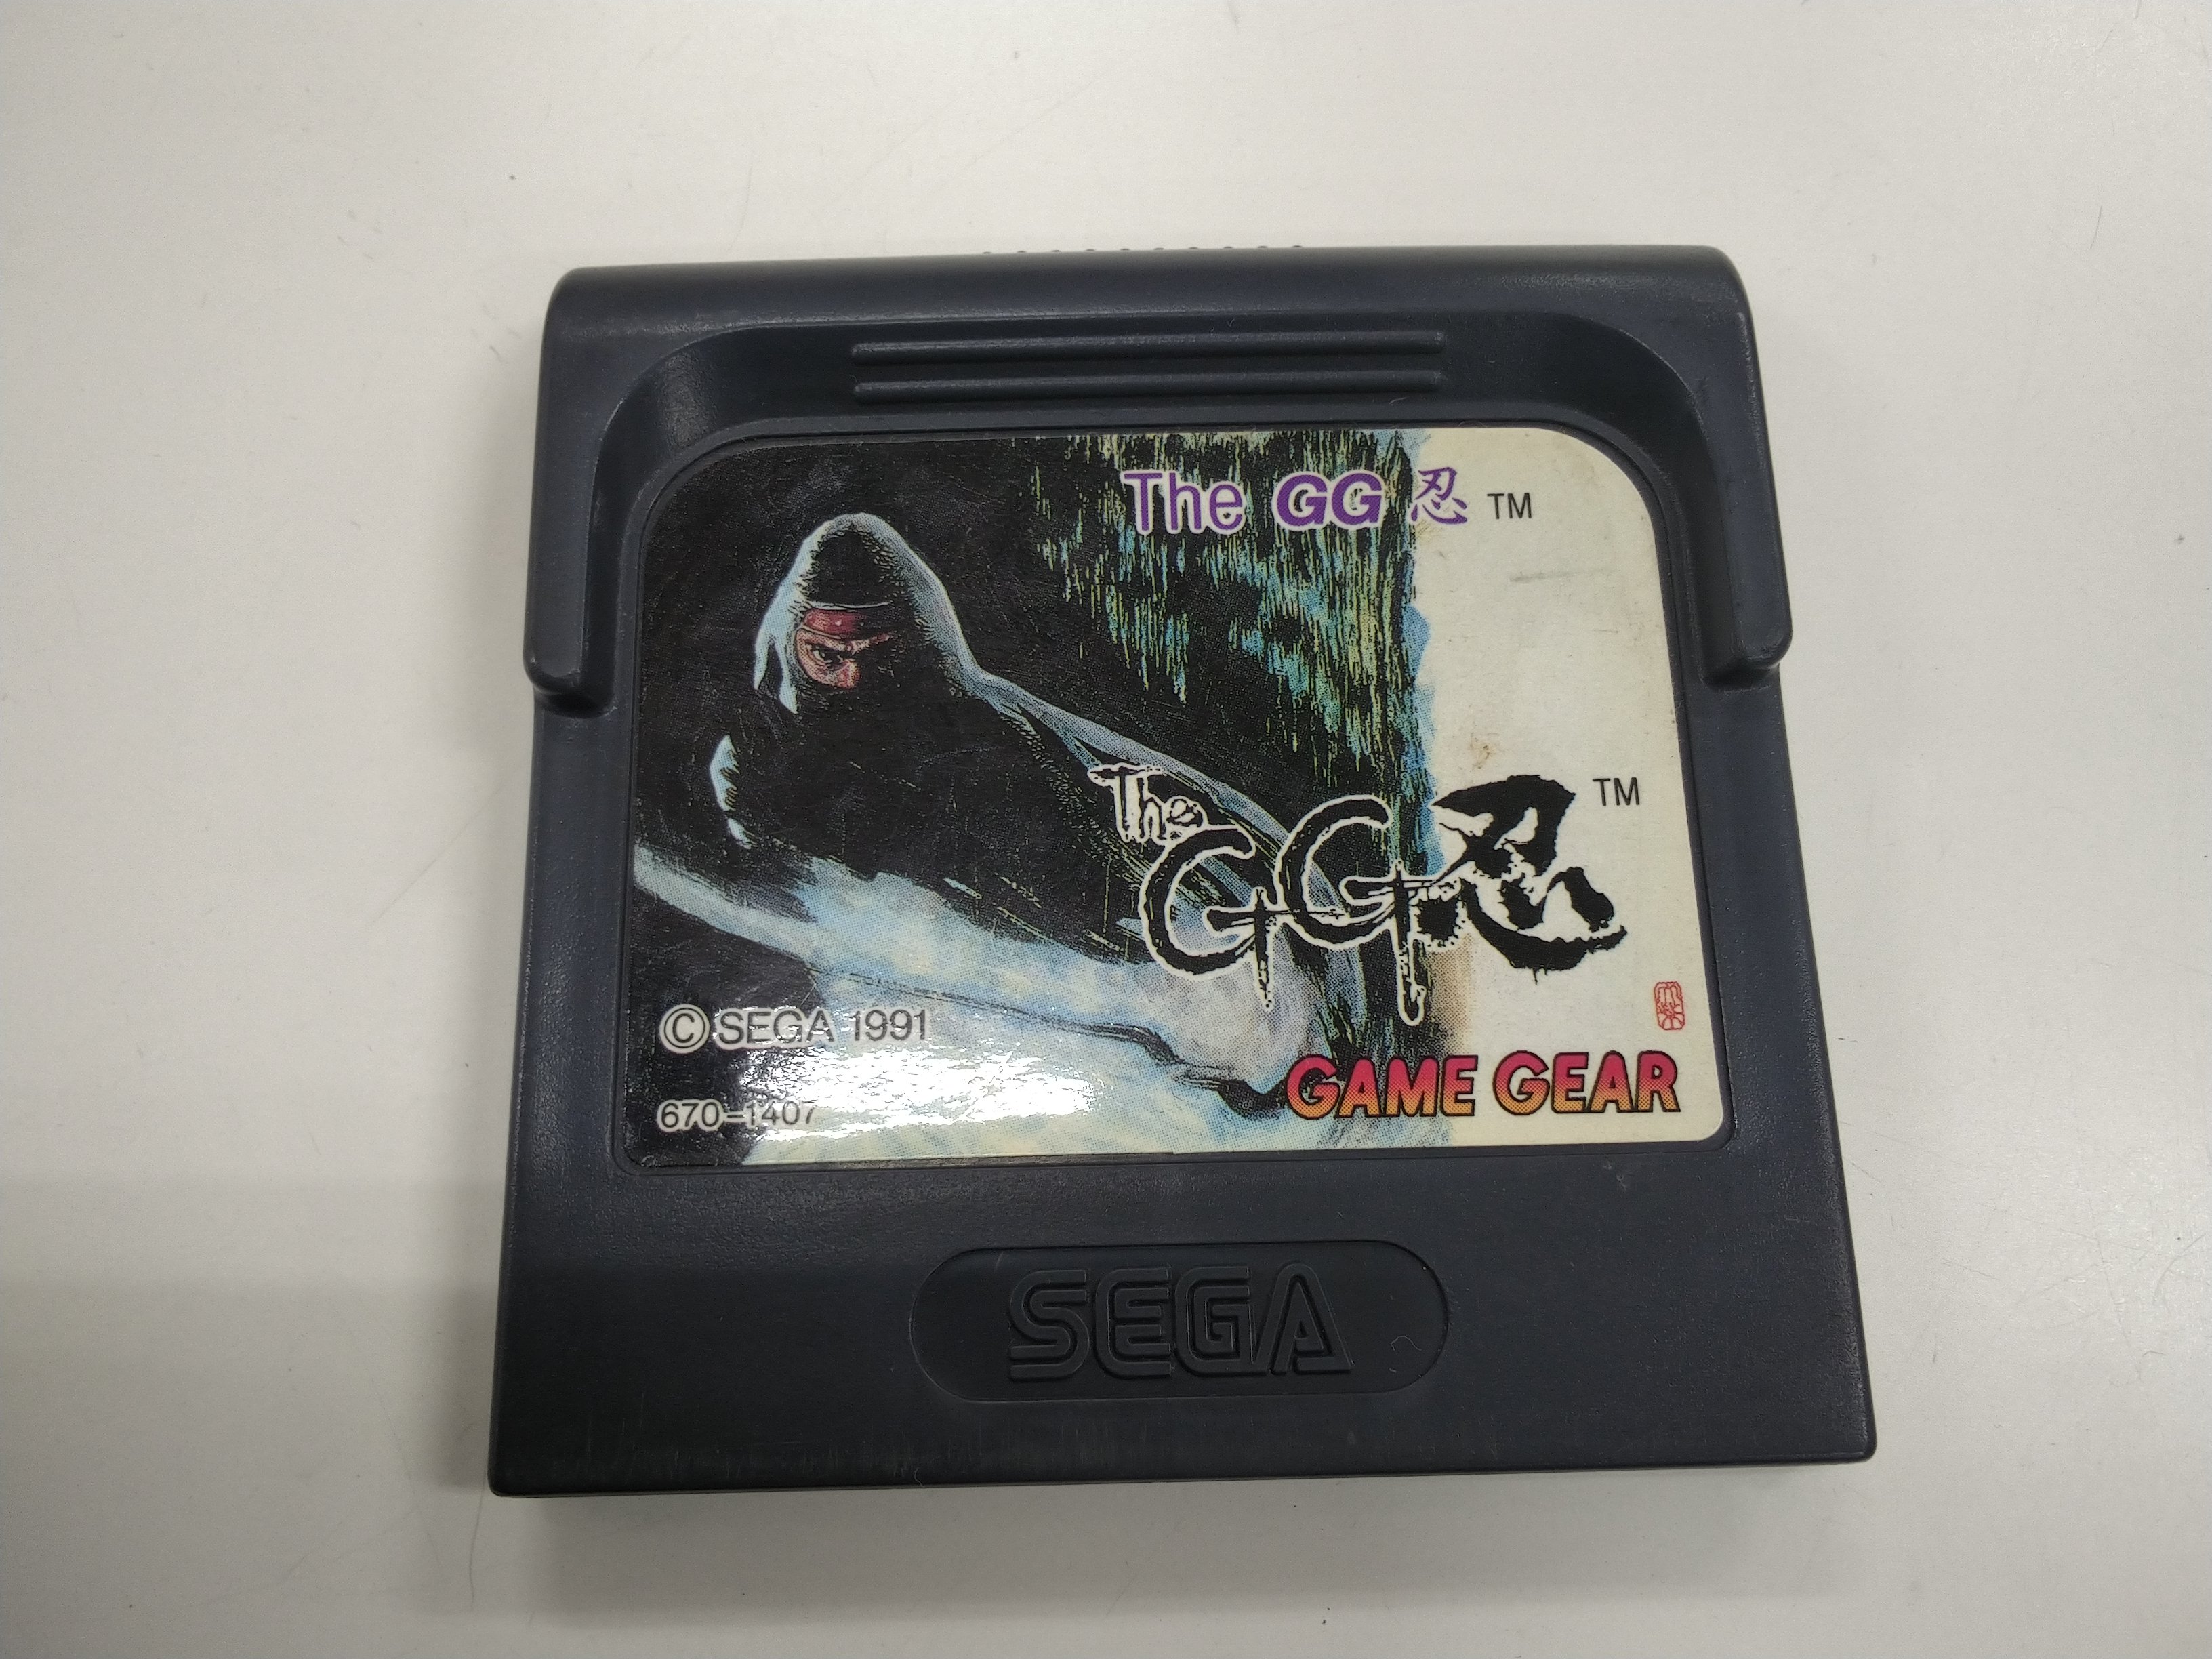 The GG 忍 TM
The GG 忍 TM
© SEGA 1991
670-1407
GAME GEAR
SEGA